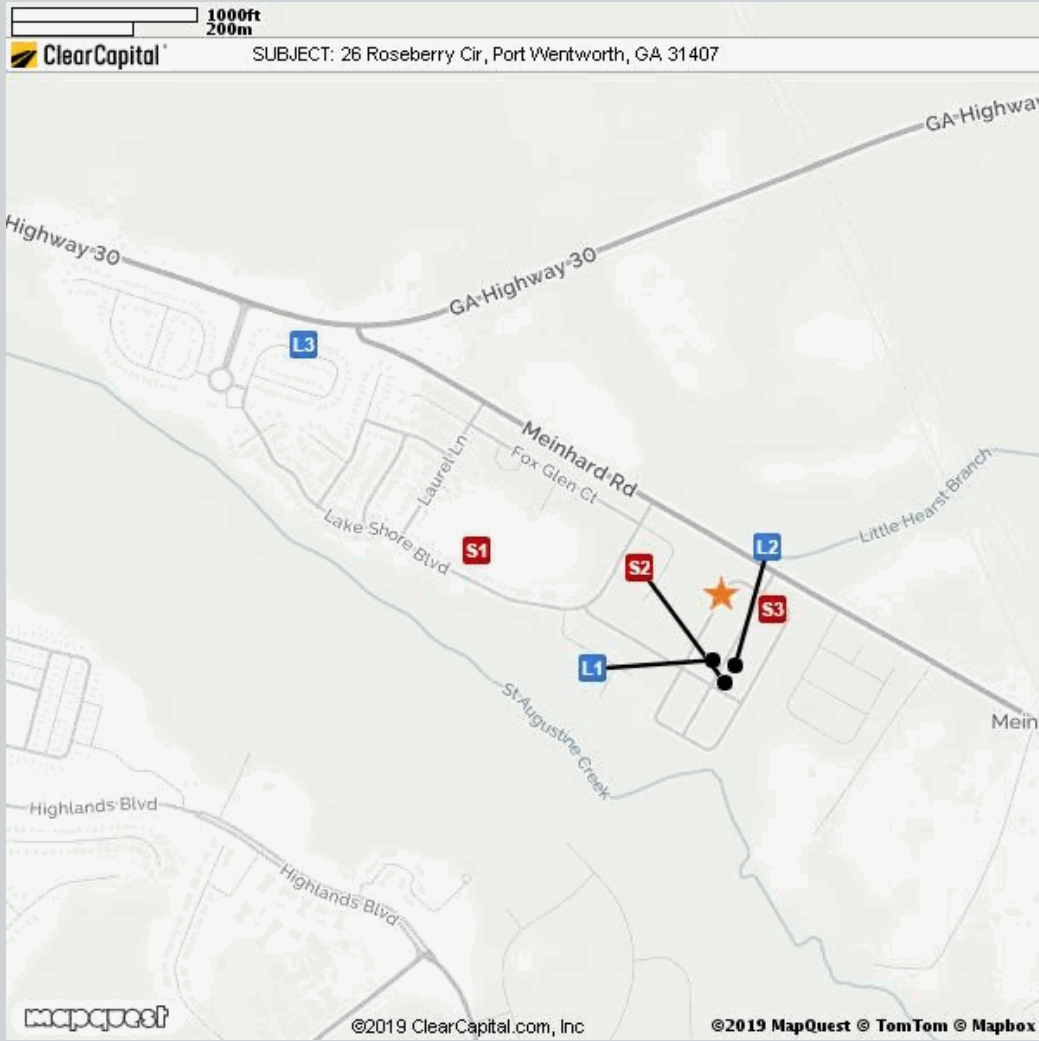 1000ft
200m
ClearCapital
SUBJECT: 26 Roseberry Cir, Port Wentworth, GA 31407
GA-Highway
Highway-30
GA-Highway-30
L3
Meinhard Rd
Fox Glen Ct
Laurel Ln
Little Hearst Branch
Lake Shore Blvd
S1
S2
L2
S3
L1
St Augustine Creek
Mein
Highlands Blvd
Highlands Blvd
mapquest
©2019 ClearCapital.com, Inc
©2019 MapQuest © TomTom © Mapbox